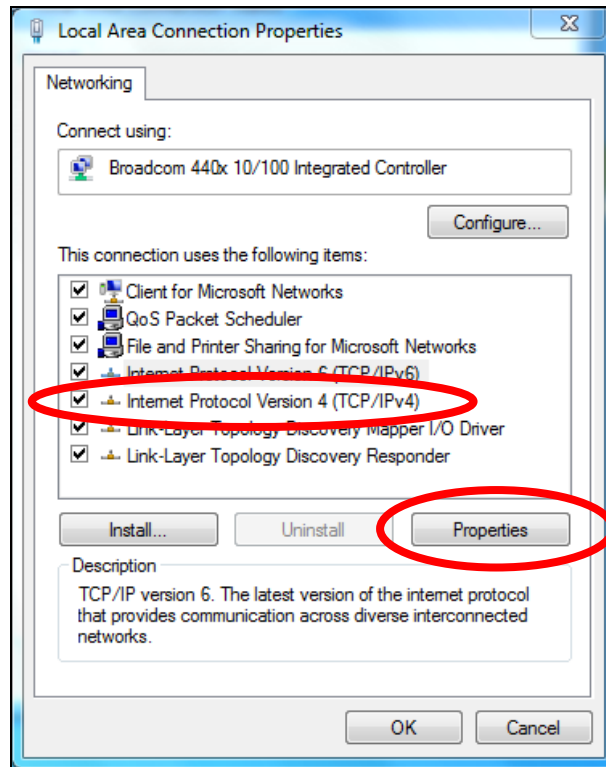 Local Area Connection Properties
Networking
Connect using:
Broadcom 440x 10/100 Integrated Controller
Configure...
This connection uses the following items:
Client for Microsoft Networks
QoS Packet Scheduler
File and Printer Sharing for Microsoft Networks
Internet Protocol Version 6 (TCP/IPv6)
Internet Protocol Version 4 (TCP/IPv4)
Link-Layer Topology Discovery Mapper I/O Driver
Link-Layer Topology Discovery Responder
Install... Uninstall Properties
Description
TCP/IP version 6. The latest version of the internet protocol
that provides communication across diverse interconnected
networks.
OK Cancel